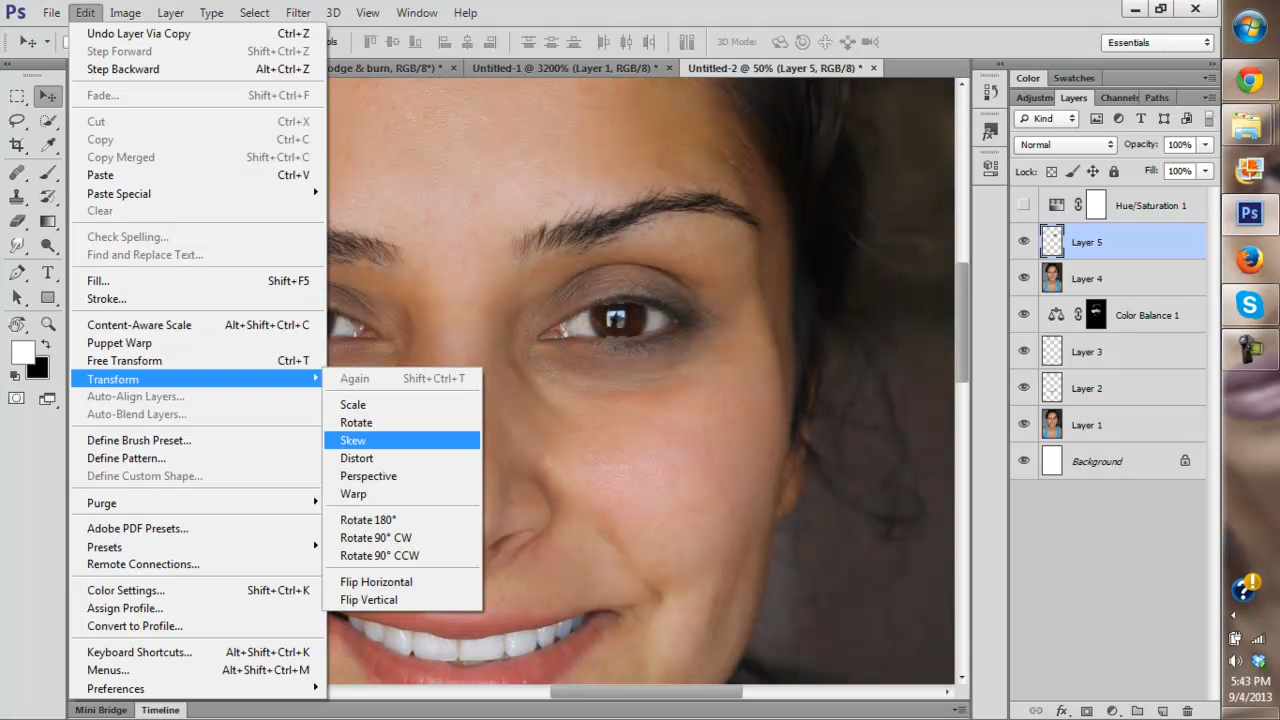 Ps File Edit Image Layer Type Select Filter 3D View Window Help
3D Mode:
Essentials
odge & burn, RGB/8*) * × Untitled-1 @ 3200% (Layer 1, RGB/8) * × Untitled-2 @ 50% (Layer 5, RGB/8) * ×
Undo Layer Via Copy Ctrl+Z
Step Forward Shift+Ctrl+Z
Step Backward Alt+Ctrl+Z
Fade... Shift+Ctrl+F
Cut Ctrl+X
Copy Ctrl+C
Copy Merged Shift+Ctrl+C
Paste Ctrl+V
Paste Special
Clear
Check Spelling...
Find and Replace Text...
Fill... Shift+F5
Stroke...
Content-Aware Scale Alt+Shift+Ctrl+C
Puppet Warp
Free Transform Ctrl+T
Transform
Auto-Align Layers...
Auto-Blend Layers...
Define Brush Preset...
Define Pattern...
Define Custom Shape...
Purge
Adobe PDF Presets...
Presets
Remote Connections...
Color Settings... Shift+Ctrl+K
Assign Profile...
Convert to Profile...
Keyboard Shortcuts... Alt+Shift+Ctrl+K
Menus... Alt+Shift+Ctrl+M
Preferences
Again Shift+Ctrl+T
Scale
Rotate
Skew
Distort
Perspective
Warp
Rotate 180°
Rotate 90° CW
Rotate 90° CCW
Flip Horizontal
Flip Vertical
Color Swatches
Adjustm Layers Channels Paths
Kind
Normal Opacity: 100%
Lock: Fill: 100%
Hue/Saturation 1
Layer 5
Layer 4
Color Balance 1
Layer 3
Layer 2
Layer 1
Background
Mini Bridge Timeline
Ps
5:43 PM
9/4/2013